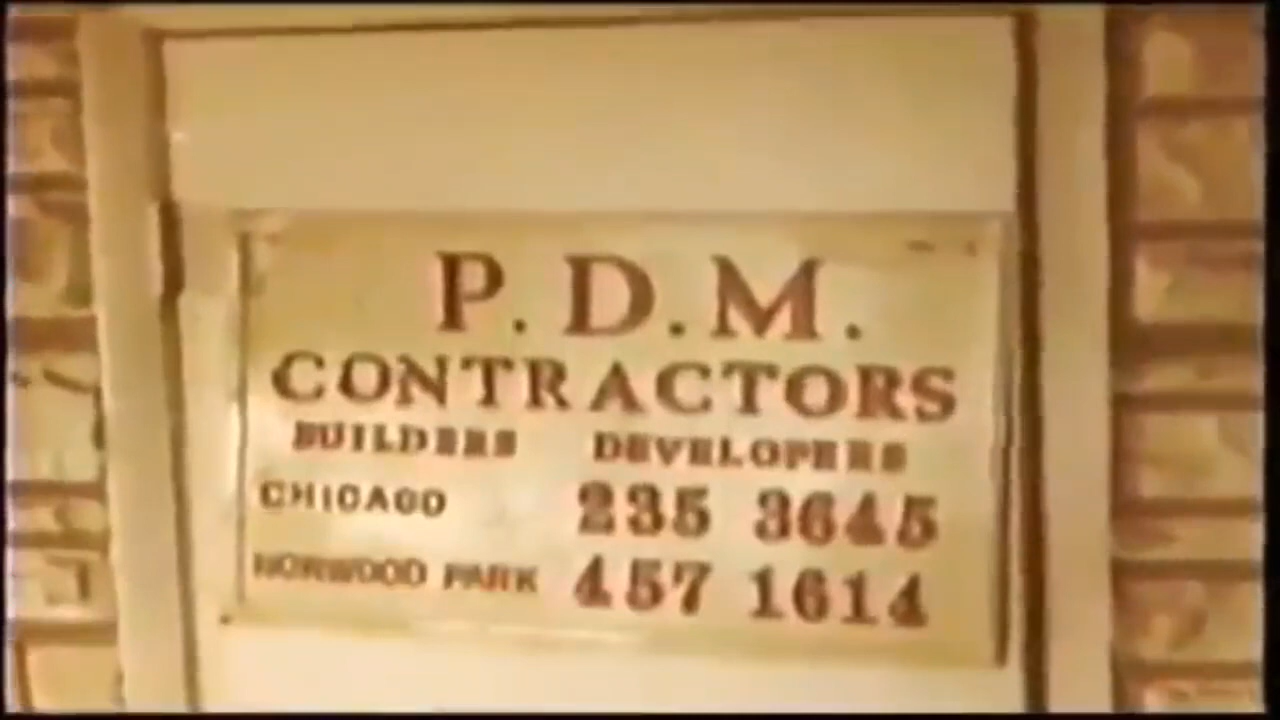 P.D.M.
CONTRACTORS
BUILDERS DEVELOPERS
CHICAGO 235 3645
NORWOOD PARK 457 1614